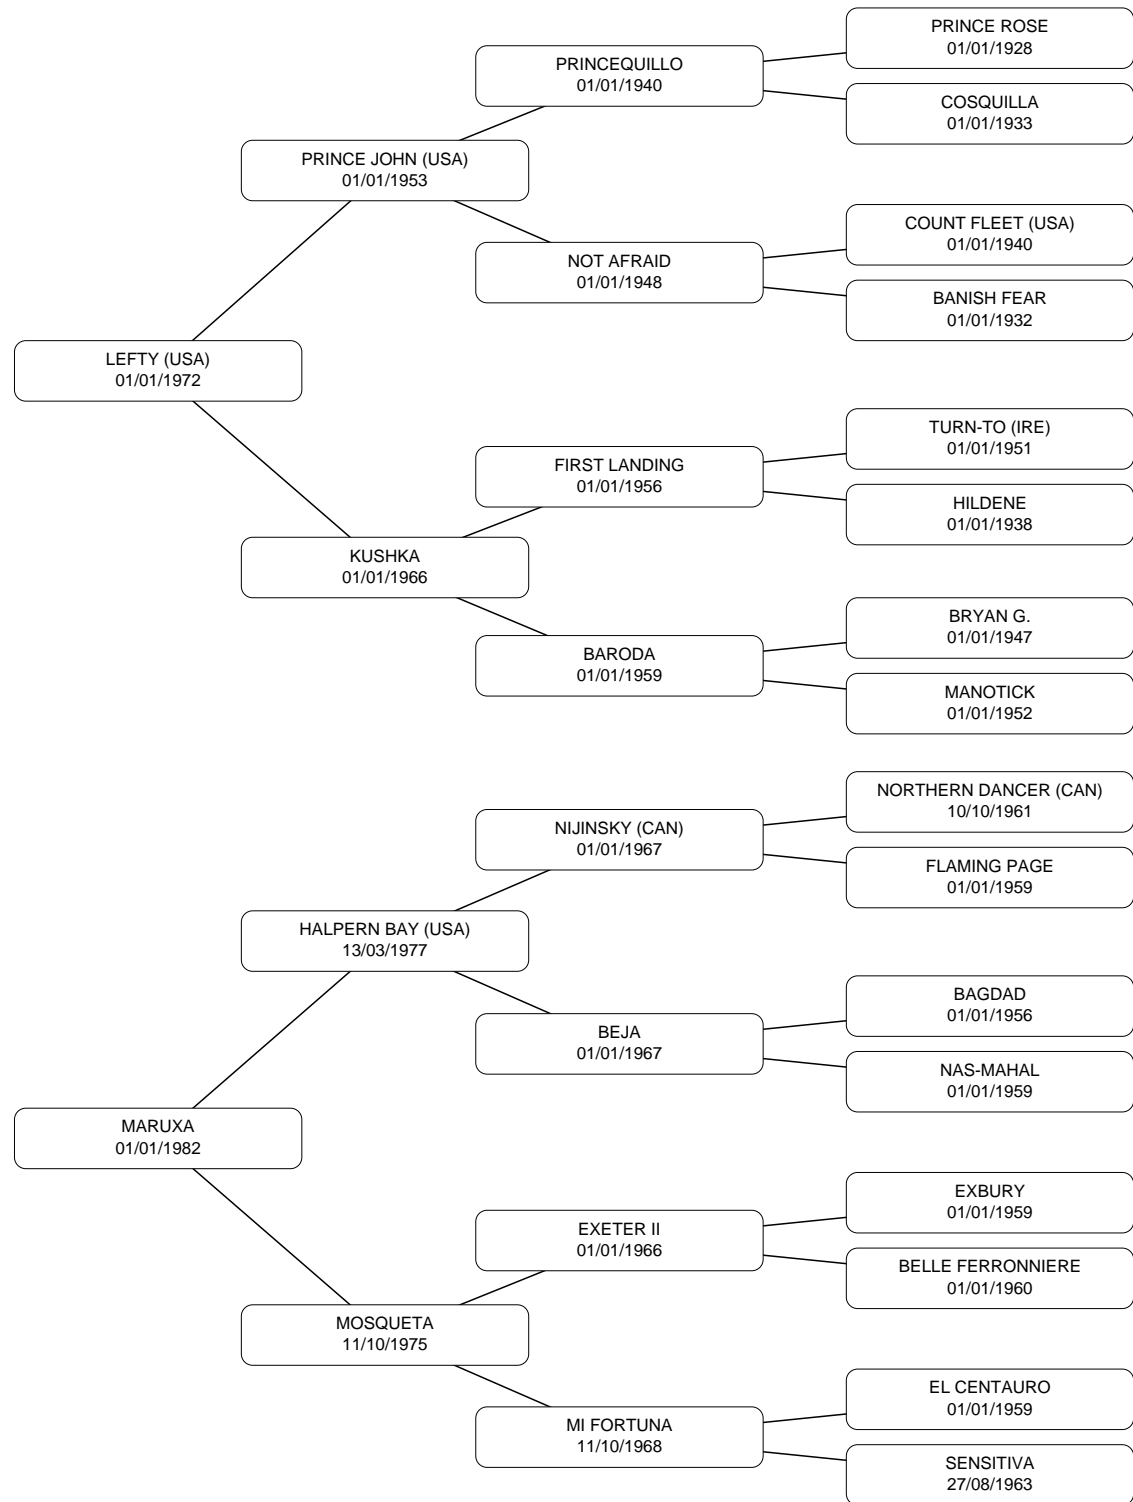 PRINCE ROSE
01/01/1928
PRINCEQUILLO
01/01/1940
COSQUILLA
01/01/1933
PRINCE JOHN (USA)
01/01/1953
COUNT FLEET (USA)
01/01/1940
NOT AFRAID
01/01/1948
BANISH FEAR
01/01/1932
LEFTY (USA)
01/01/1972
TURN-TO (IRE)
01/01/1951
FIRST LANDING
01/01/1956
HILDENE
01/01/1938
KUSHKA
01/01/1966
BRYAN G.
01/01/1947
BARODA
01/01/1959
MANOTICK
01/01/1952
NORTHERN DANCER (CAN)
10/10/1961
NIJINSKY (CAN)
01/01/1967
FLAMING PAGE
01/01/1959
HALPERN BAY (USA)
13/03/1977
BAGDAD
01/01/1956
BEJA
01/01/1967
NAS-MAHAL
01/01/1959
MARUXA
01/01/1982
EXBURY
01/01/1959
EXETER II
01/01/1966
BELLE FERRONNIERE
01/01/1960
MOSQUETA
11/10/1975
EL CENTAURO
01/01/1959
MI FORTUNA
11/10/1968
SENSITIVA
27/08/1963